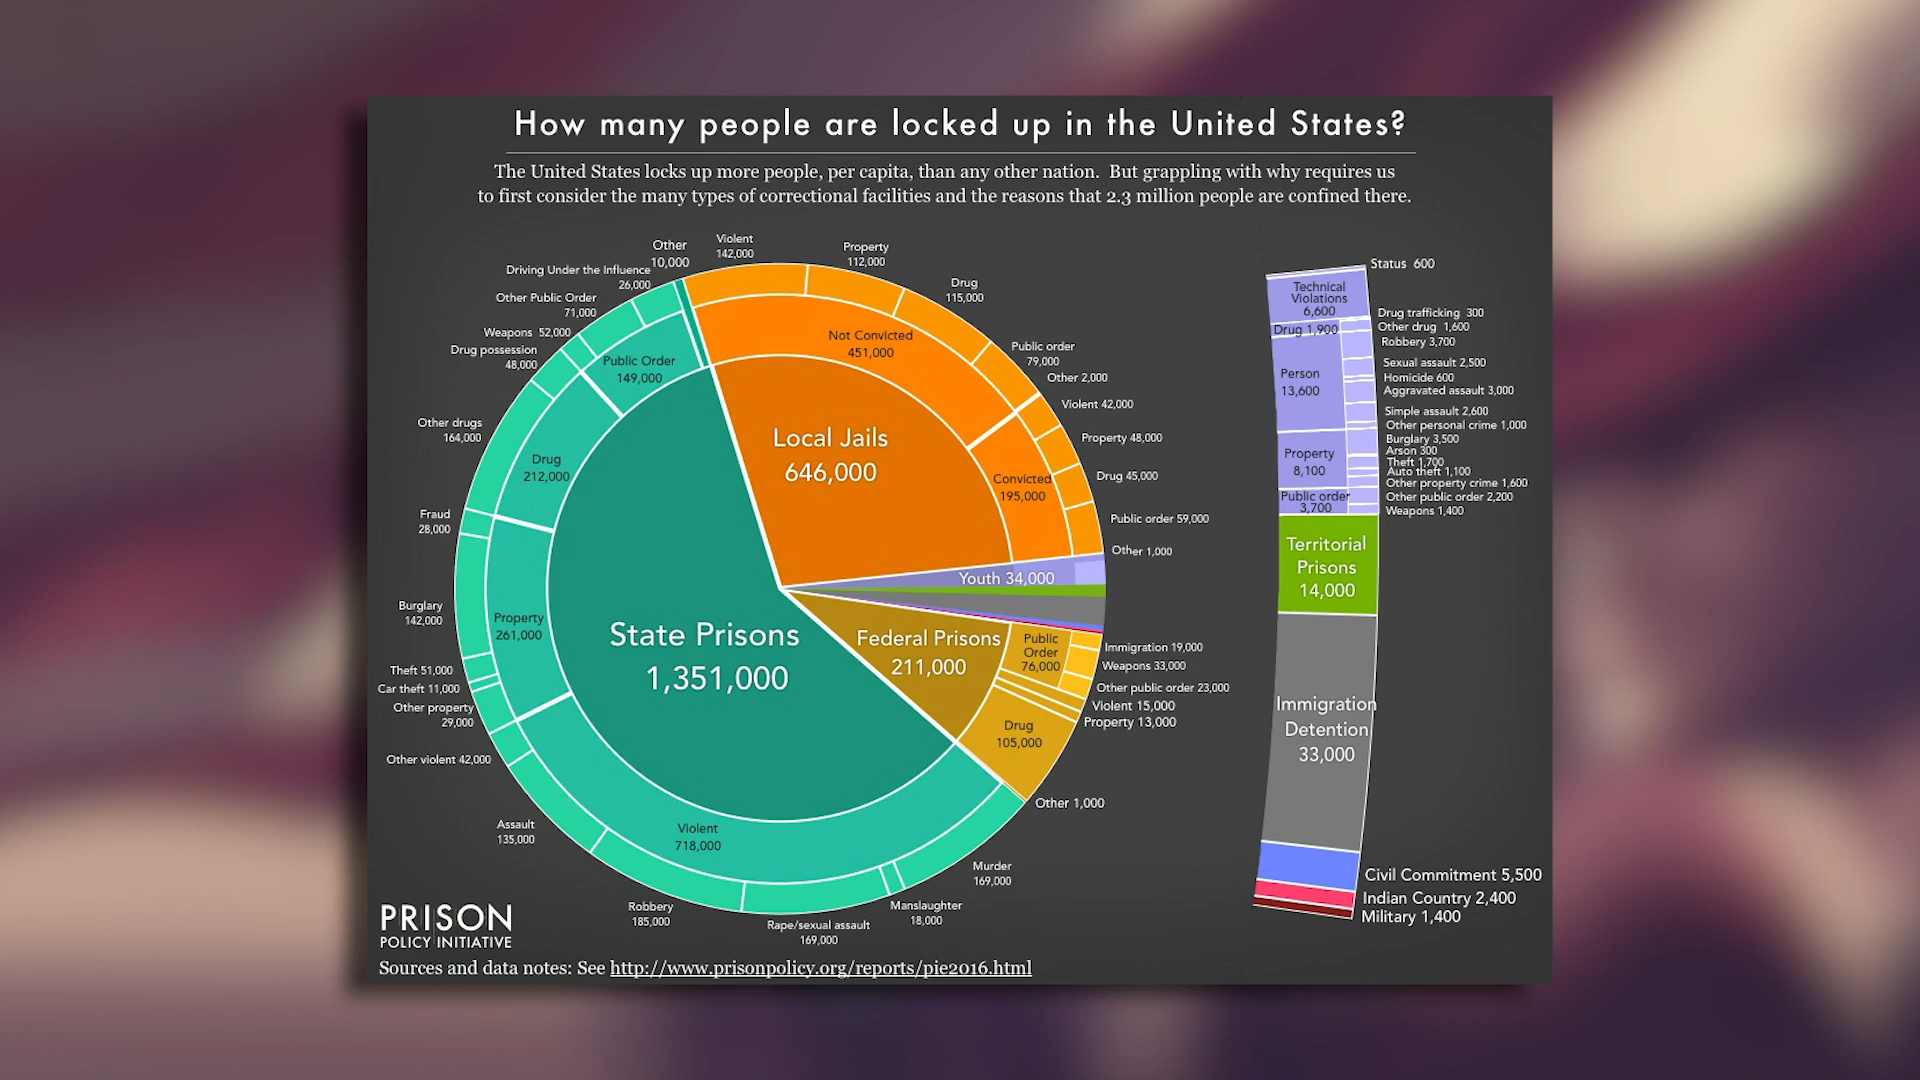 How many people are locked up in the United States?
The United States locks up more people, per capita, than any other nation. But grappling with why requires us
to first consider the many types of correctional facilities and the reasons that 2.3 million people are confined there.
Other
10,000
Violent
142,000
Property
112,000
Drug
115,000
Public order
79,000
Other 2,000
Violent 42,000
Property 48,000
Drug 45,000
Public order 59,000
Other 1,000
Driving Under the Influence
26,000
Other Public Order
71,000
Weapons 52,000
Drug possession
48,000
Other drugs
164,000
Fraud
28,000
Burglary
142,000
Theft 51,000
Car theft 11,000
Other property
29,000
Other violent 42,000
Assault
135,000
Robbery
185,000
Rape/sexual assault
169,000
Manslaughter
18,000
Murder
169,000
Not Convicted
451,000
Local Jails
646,000
Convicted
195,000
Public Order
149,000
Drug
212,000
Property
261,000
Violent
718,000
State Prisons
1,351,000
Youth 34,000
Federal Prisons
211,000
Public
Order
76,000
Drug
105,000
Immigration 19,000
Weapons 33,000
Other public order 23,000
Violent 15,000
Property 13,000
Other 1,000
Status 600
Technical
Violations
6,600
Drug 1,900
Person
13,600
Property
8,100
Public order
3,700
Drug trafficking 300
Other drug 1,600
Robbery 3,700
Sexual assault 2,500
Homicide 600
Aggravated assault 3,000
Simple assault 2,600
Other personal crime 1,000
Burglary 3,500
Arson 300
Theft 1,700
Auto theft 1,100
Other property crime 1,600
Other public order 2,200
Weapons 1,400
Territorial
Prisons
14,000
Immigration
Detention
33,000
Civil Commitment 5,500
Indian Country 2,400
Military 1,400
PRISON
POLICY INITIATIVE
Sources and data notes: See http://www.prisonpolicy.org/reports/pie2016.html